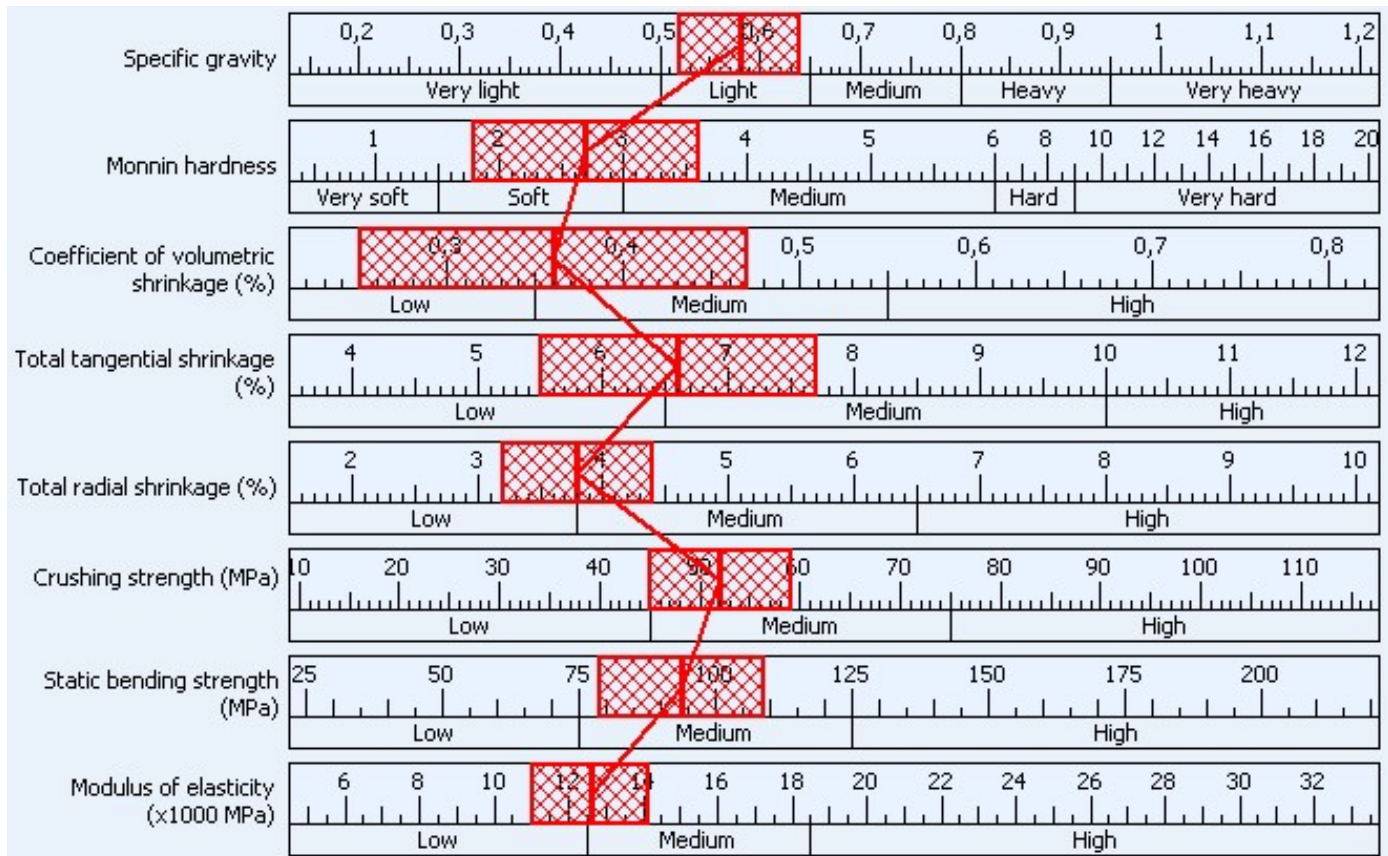 0,2 0,3 0,4 0,5 0,6 0,7 0,8 0,9 1 1,1 1,2
Specific gravity
Very light Light Medium Heavy Very heavy
1 2 3 4 5 6 8 10 12 14 16 18 20
Monnin hardness
Very soft Soft Medium Hard Very hard
0,3 0,4 0,5 0,6 0,7 0,8
Coefficient of volumetric
shrinkage (%)
Low Medium High
4 5 6 7 8 9 10 11 12
Total tangential shrinkage
(%)
Low Medium High
2 3 4 5 6 7 8 9 10
Total radial shrinkage (%)
Low Medium High
10 20 30 40 50 60 70 80 90 100 110
Crushing strength (MPa)
Low Medium High
25 50 75 100 125 150 175 200
Static bending strength
(MPa)
Low Medium High
6 8 10 12 14 16 18 20 22 24 26 28 30 32
Modulus of elasticity
(x1000 MPa)
Low Medium High